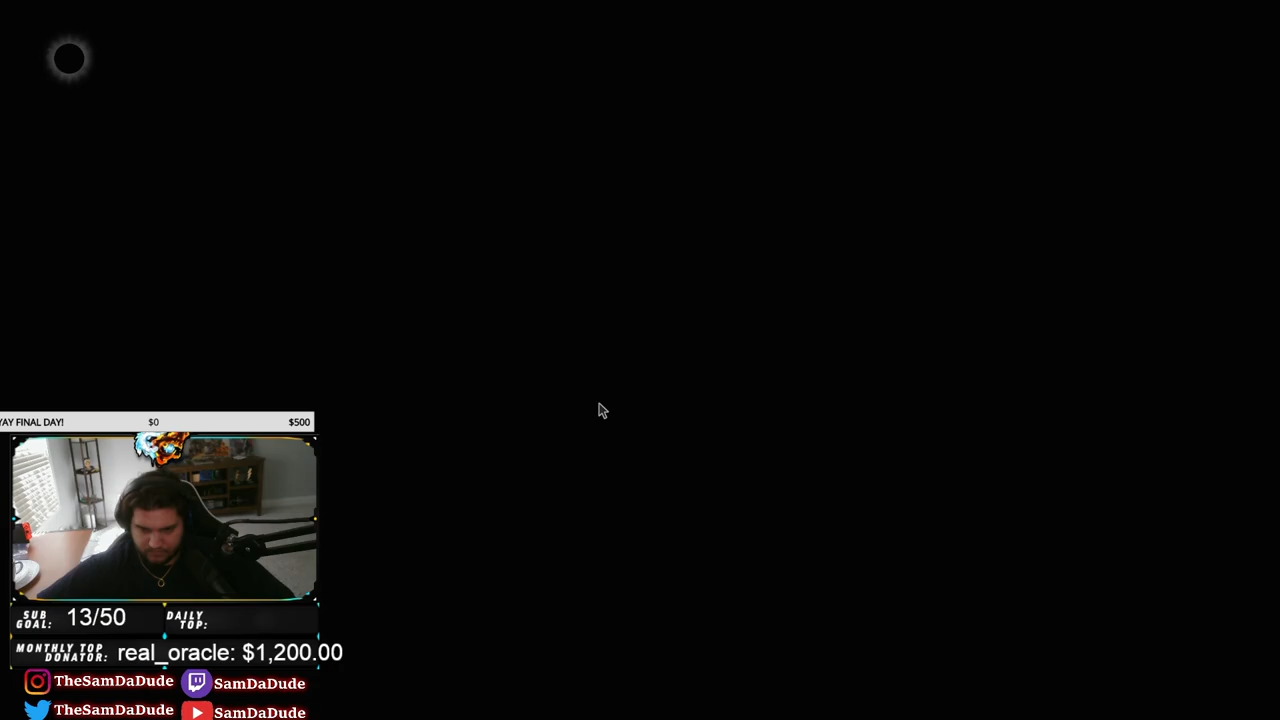 YAY FINAL DAY! $0 $500
SUB GOAL: 13/50
DAILY TOP:
MONTHLY TOP DONATOR: real_oracle: $1,200.00
TheSamDaDude SamDaDude
TheSamDaDude SamDaDude